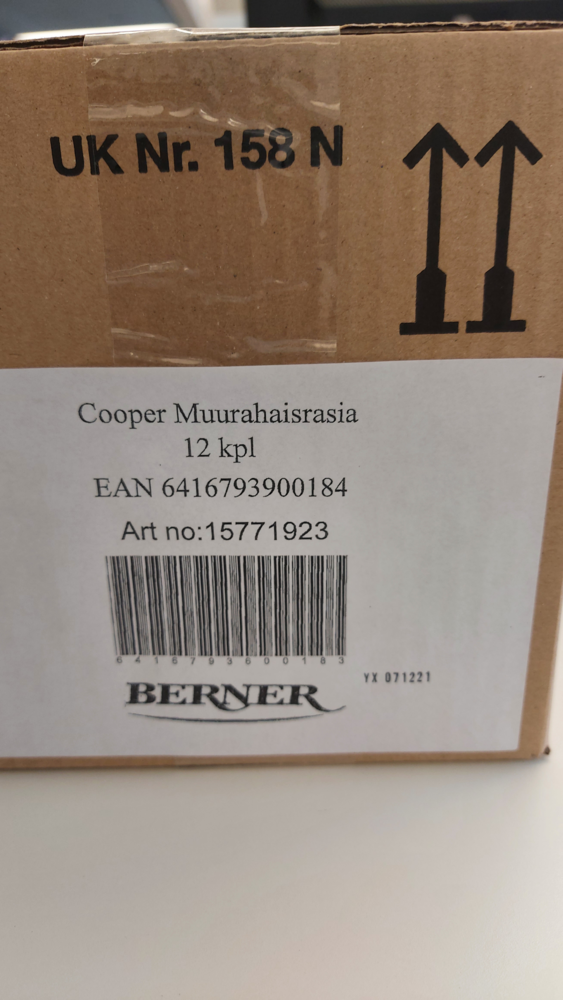 UK Nr. 158 N
Cooper Muurahaisrasia
12 kpl
EAN 6416793900184
Art no:15771923
6416793600183
BERNER
YX 071221